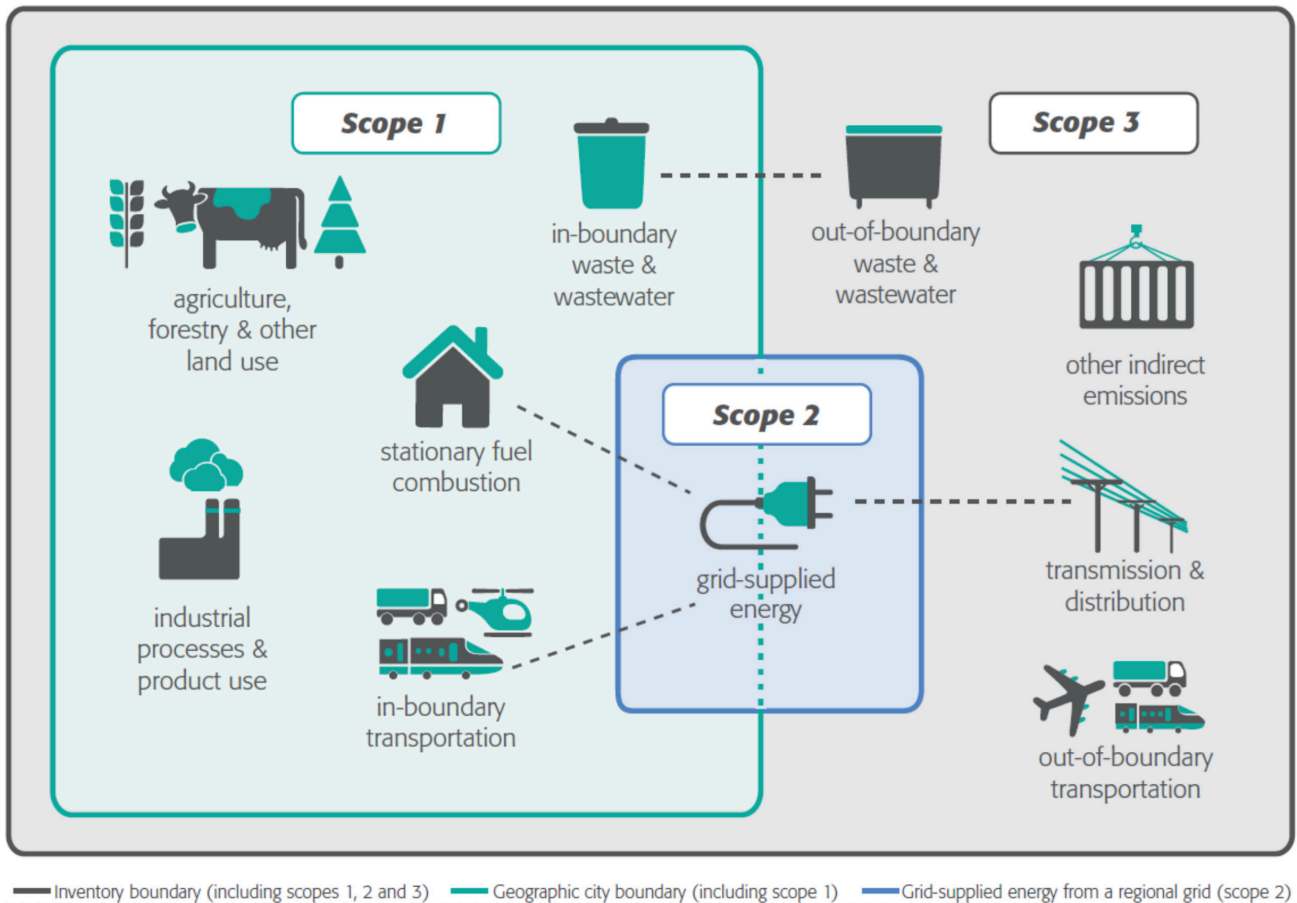 Scope 1
Scope 3
in-boundary
waste &
wastewater
out-of-boundary
waste &
wastewater
agriculture,
forestry & other
land use
other indirect
emissions
Scope 2
stationary fuel
combustion
grid-supplied
energy
transmission &
distribution
industrial
processes &
product use
in-boundary
transportation
out-of-boundary
transportation
Inventory boundary (including scopes 1, 2 and 3)
Geographic city boundary (including scope 1)
Grid-supplied energy from a regional grid (scope 2)